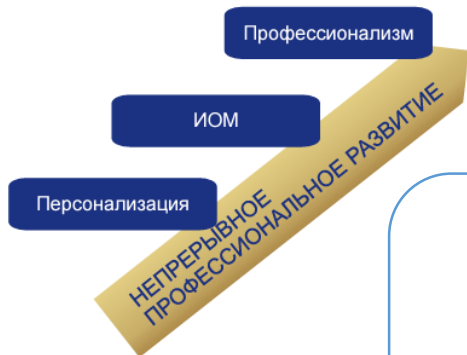 Профессионализм
ИОМ
Персонализация
НЕПРЕРЫВНОЕ
ПРОФЕССИОНАЛЬНОЕ РАЗВИТИЕ